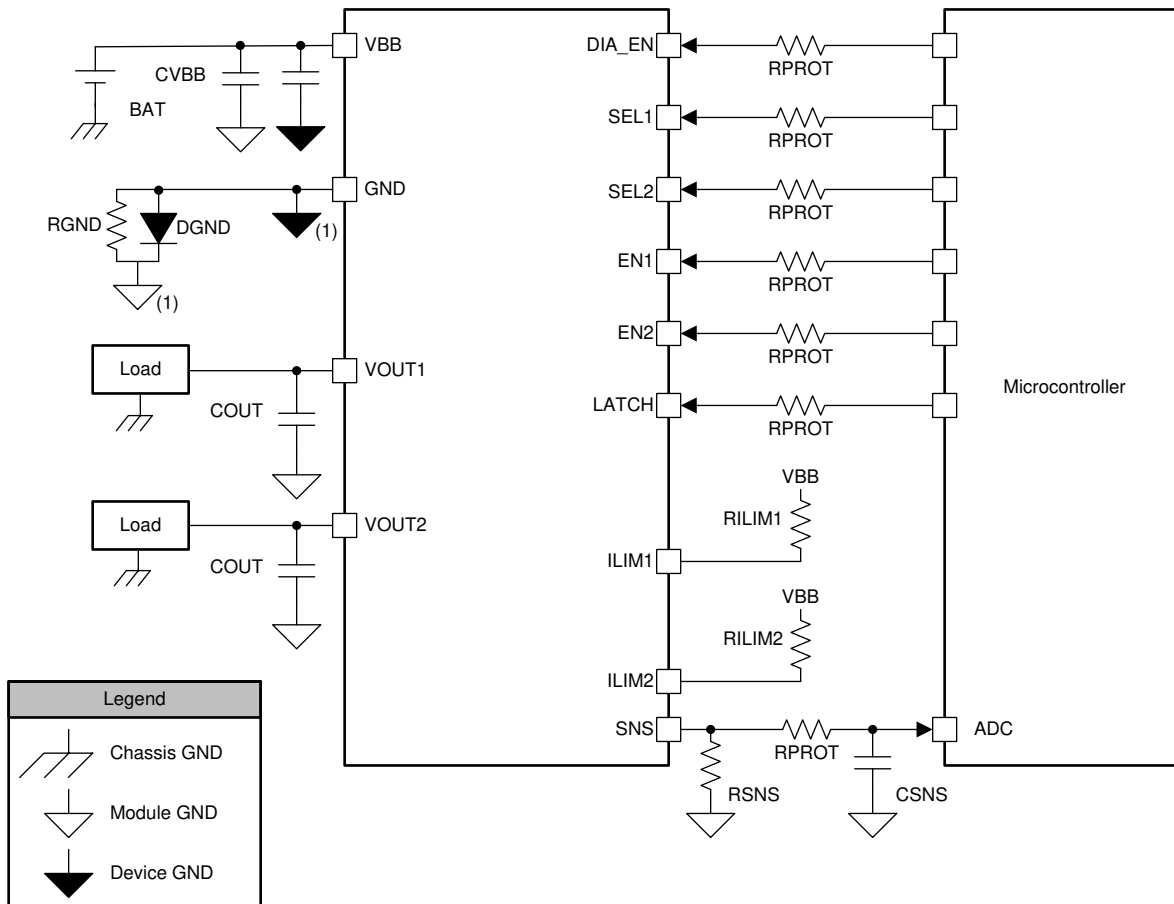 VBB
CVBB
BAT
GND
RGND
DGND
(1)
(1)
Load
VOUT1
COUT
Load
VOUT2
COUT
DIA_EN
RPROT
SEL1
RPROT
SEL2
RPROT
EN1
RPROT
EN2
RPROT
LATCH
RPROT
Microcontroller
VBB
RILIM1
ILIM1
VBB
RILIM2
ILIM2
SNS
RPROT
ADC
RSNS
CSNS
Legend
Chassis GND
Module GND
Device GND